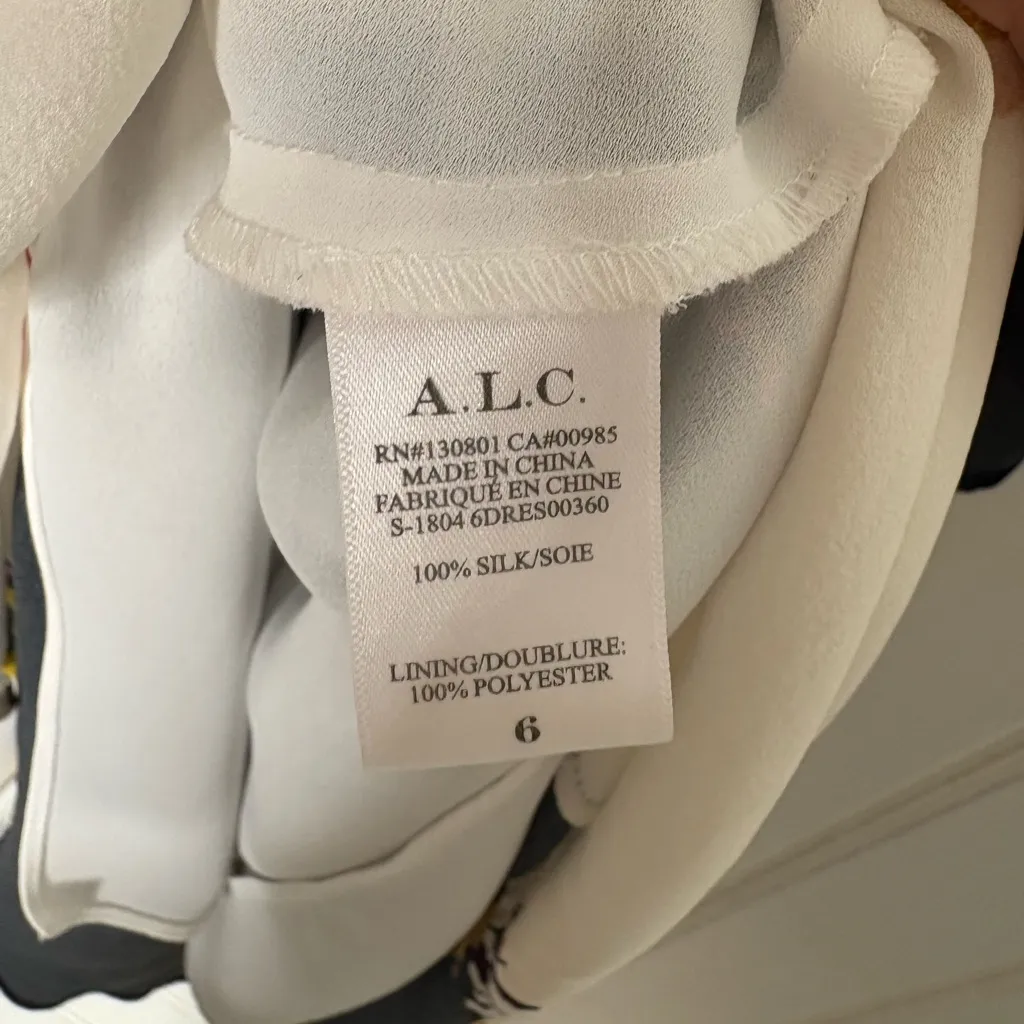 A.L.C.
RN#130801 CA#00985
MADE IN CHINA
FABRIQUÉ EN CHINE
S-1804 6DRES00360
100% SILK/SOIE
LINING/DOUBLURE:
100% POLYESTER
6